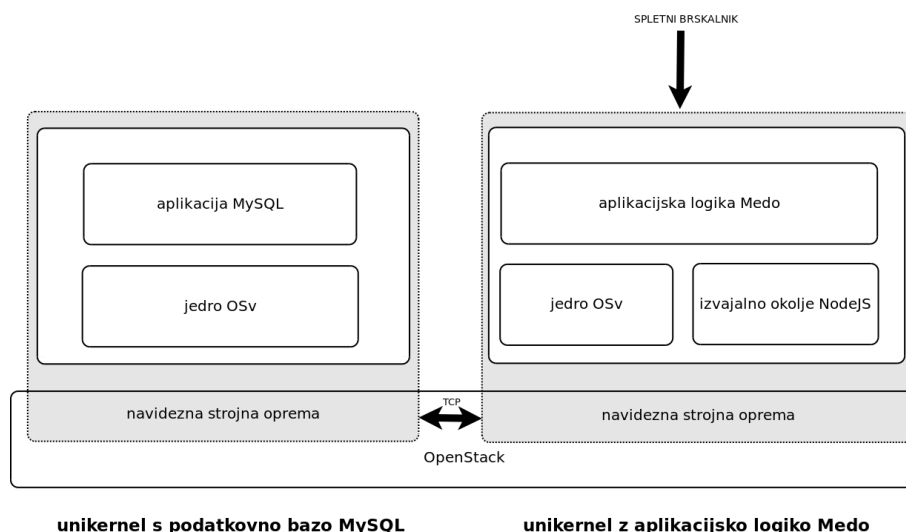 SPLETNI BRSKALNIK
aplikacija MySQL
aplikacijska logika Medo
jedro OSv
jedro OSv
izvajalno okolje NodeJS
navidezna strojna oprema
TCP
navidezna strojna oprema
OpenStack
unikernel s podatkovno bazo MySQL
unikernel z aplikacijsko logiko Medo